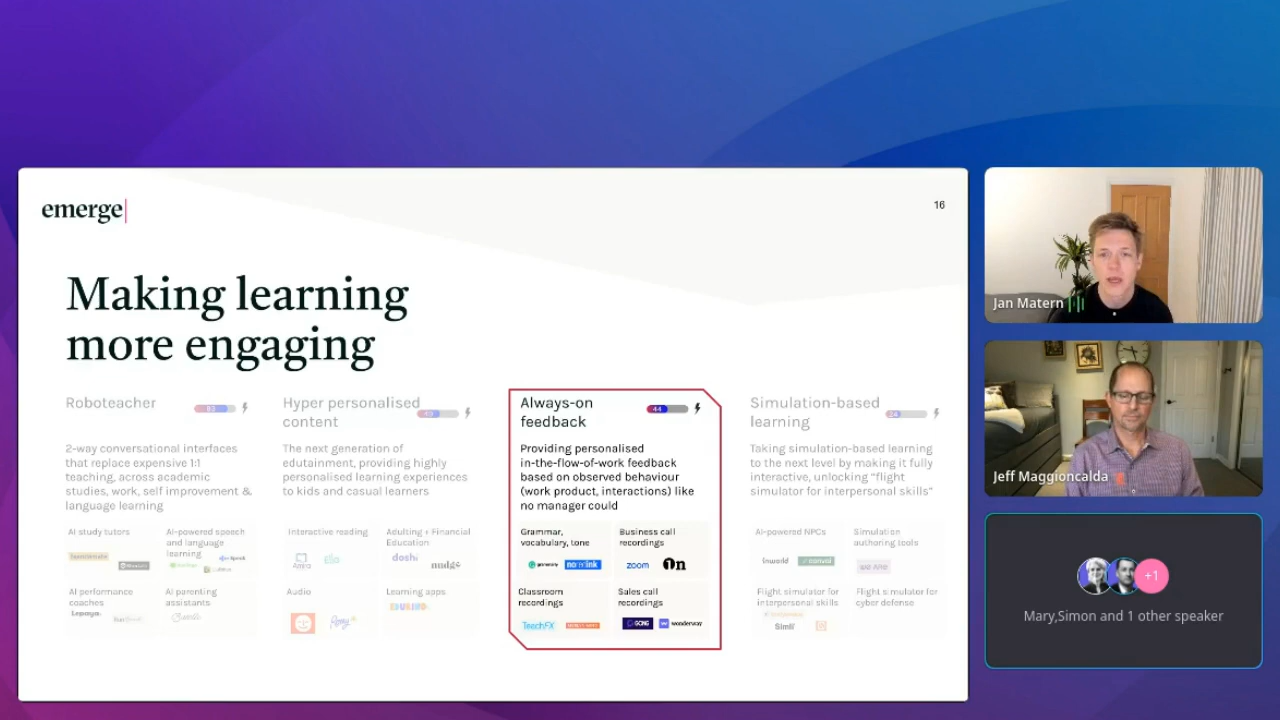 emerge
16
Making learning
more engaging
Roboteacher
2-way conversational interfaces
that replace expensive 1:1
teaching, across academic
studies, work, self improvement &
language learning
AI study tutors
AI-powered speech
and language
learning
AI performance
coaches
AI parenting
assistants
Hyper personalised
content
The next generation of
edutainment, providing highly
personalised learning experiences
to kids and casual learners
Interactive reading
Amira
ello
Adulting + Financial
Education
doshi
nudge
Audio
Learning apps
Always-on
feedback
44
Providing personalised
in-the-flow-of-work feedback
based on observed behaviour
(work product, interactions) like
no manager could
Grammar,
vocabulary, tone
grammarly
Business call
recordings
zoom
Classroom
recordings
TeachFX
Sales call
recordings
GONG
wonderway
Simulation-based
learning
Taking simulation-based learning
to the next level by making it fully
interactive, unlocking "flight
simulator for interpersonal skills"
AI-powered NPCs
Inworld
convai
Simulation
authoring tools
Flight simulator for
interpersonal skills
Flight simulator for
cyber defense
Jan Matern
Jeff Maggioncalda
+1
Mary,Simon and 1 other speaker